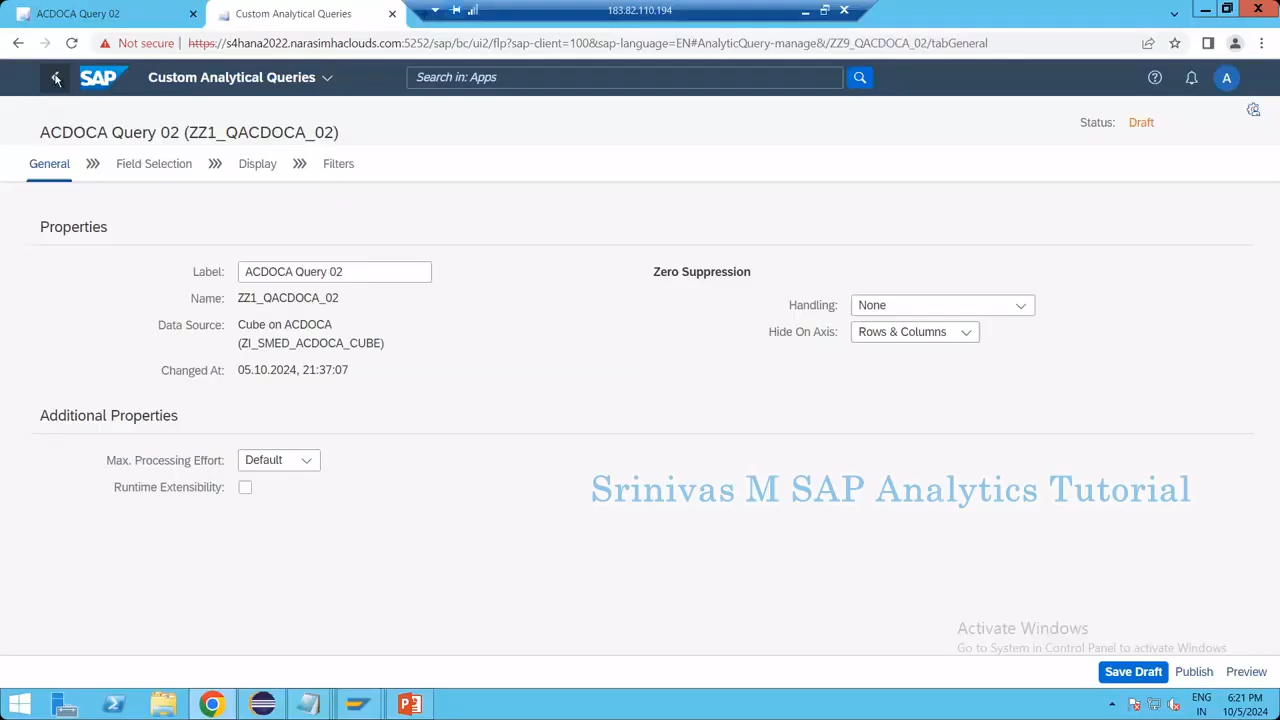 ACDOCA Query 02
Custom Analytical Queries
183.82.110.194
Not secure
https://s4hana2022.narasimhaclouds.com:5252/sap/bc/ui2/flp?sap-client=100&sap-language=EN#AnalyticQuery-manage&/ZZ9_QACDOCA_02/tabGeneral
SAP
Custom Analytical Queries
Search in: Apps
A
ACDOCA Query 02 (ZZ1_QACDOCA_02)
Status: Draft
General
Field Selection
Display
Filters
Properties
Label: ACDOCA Query 02
Zero Suppression
Name: ZZ1_QACDOCA_02
Handling: None
Data Source: Cube on ACDOCA
(ZI_SMED_ACDOCA_CUBE)
Hide On Axis: Rows & Columns
Changed At: 05.10.2024, 21:37:07
Additional Properties
Max. Processing Effort: Default
Runtime Extensibility:
Srinivas M SAP Analytics Tutorial
Activate Windows
Go to System in Control Panel to activate Windows
Save Draft
Publish
Preview
ENG
IN
6:21 PM
10/5/2024